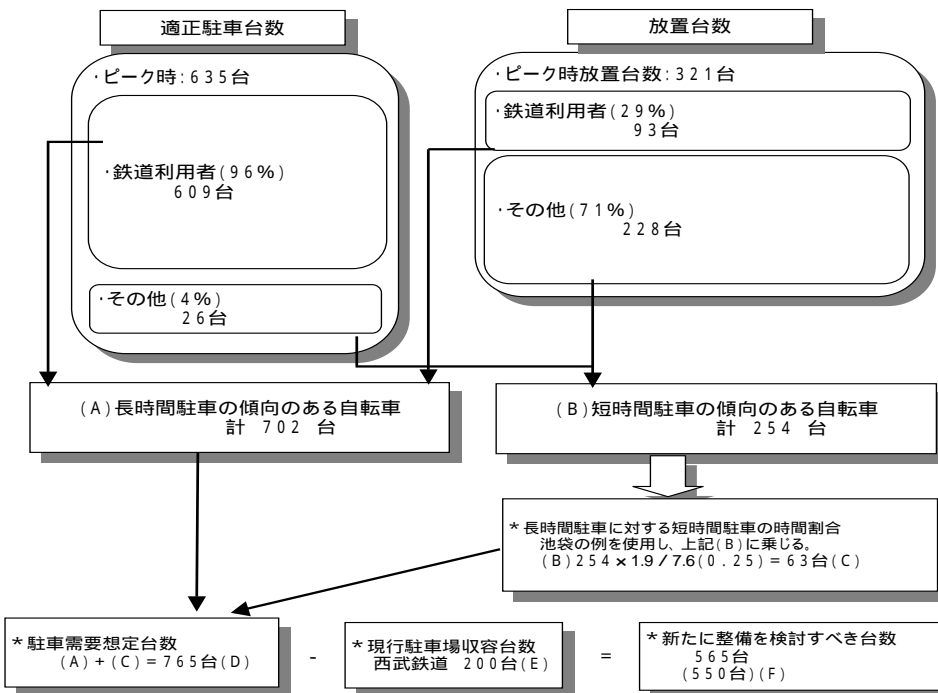 適正駐車台数
放置台数
・ピーク時:635台
・鉄道利用者(96%)
609台
・その他(4%)
26台
・ピーク時放置台数:321台
・鉄道利用者(29%)
93台
・その他(71%)
228台
(A)長時間駐車の傾向のある自転車
計 702 台
(B)短時間駐車の傾向のある自転車
計 254 台
*長時間駐車に対する短時間駐車の時間割合
池袋の例を使用し、上記(B)に乗じる。
(B)254×1.9/7.6(0.25)=63台(C)
*駐車需要想定台数
(A)+(C)=765台(D)
-
*現行駐車場収容台数
西武鉄道 200台(E)
=
*新たに整備を検討すべき台数
565台
(550台)(F)